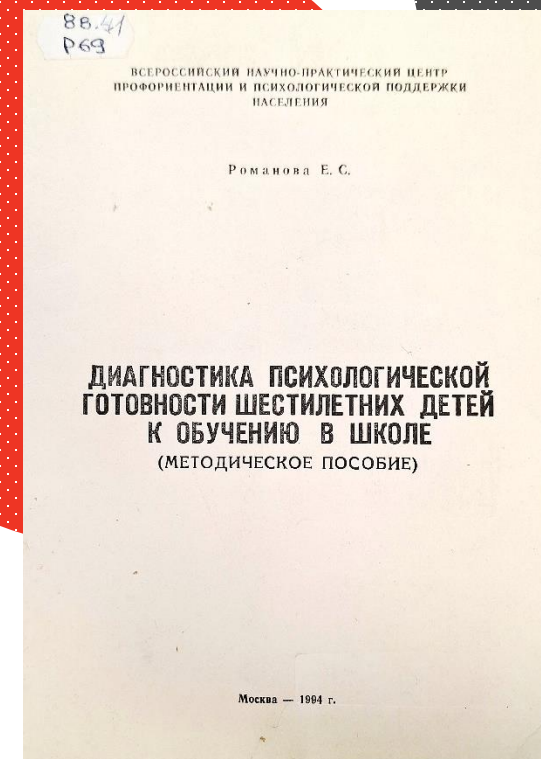 88.41
Р69
ВСЕРОССИЙСКИЙ НАУЧНО-ПРАКТИЧЕСКИЙ ЦЕНТР
ПРОФОРИЕНТАЦИИ И ПСИХОЛОГИЧЕСКОЙ ПОДДЕРЖКИ
НАСЕЛЕНИЯ
Романова Е. С.
ДИАГНОСТИКА ПСИХОЛОГИЧЕСКОЙ
ГОТОВНОСТИ ШЕСТИЛЕТНИХ ДЕТЕЙ
К ОБУЧЕНИЮ В ШКОЛЕ
(МЕТОДИЧЕСКОЕ ПОСОБИЕ)
Москва — 1994 г.